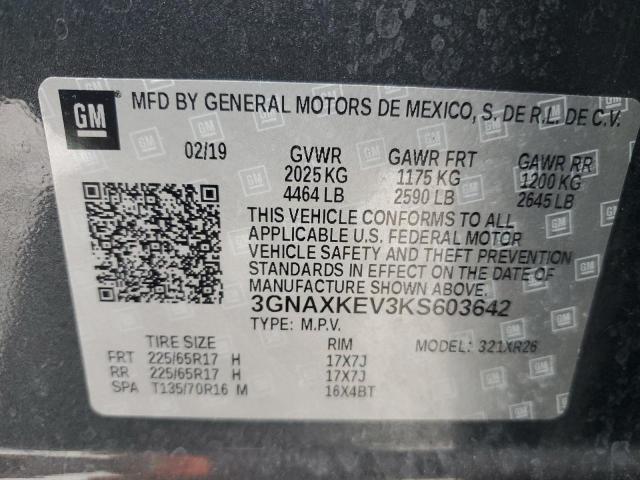 GM MFD BY GENERAL MOTORS DE MEXICO, S. DE R.L. DE C.V.
02/19 GVWR GAWR FRT GAWR RR
2025 KG 1175 KG 1200 KG
4464 LB 2590 LB 2645 LB
THIS VEHICLE CONFORMS TO ALL
APPLICABLE U.S. FEDERAL MOTOR
VEHICLE SAFETY AND THEFT PREVENTION
STANDARDS IN EFFECT ON THE DATE OF
MANUFACTURE SHOWN ABOVE.
3GNAXKEV3KS603642
TYPE: M.P.V. MODEL: 321XR26
TIRE SIZE RIM
FRT 225/65R17 H 17X7J
RR 225/65R17 H 17X7J
SPA T135/70R16 M 16X4BT